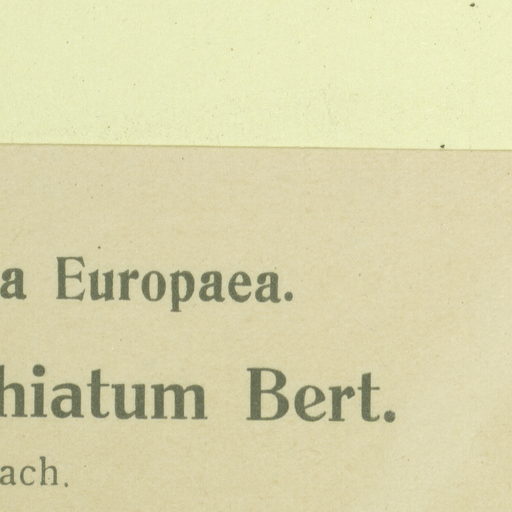 a Europaea.
hiatum Bert.
ach.